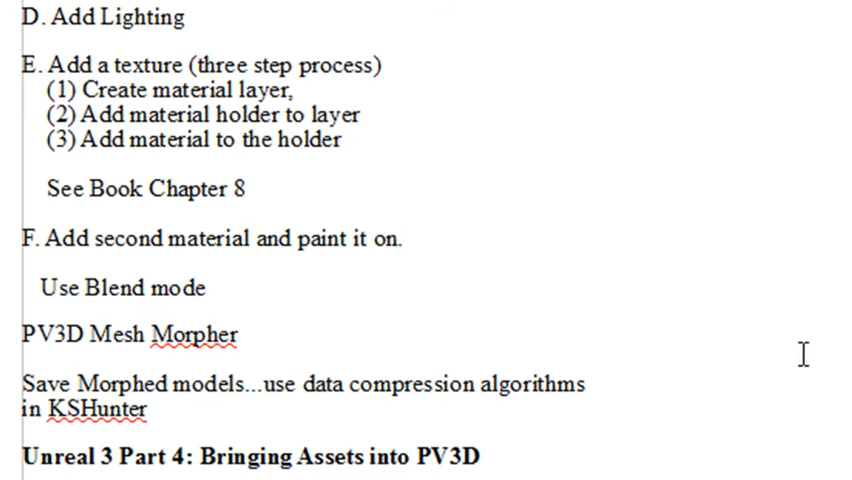 D. Add Lighting
E. Add a texture (three step process)
(1) Create material layer,
(2) Add material holder to layer
(3) Add material to the holder
See Book Chapter 8
F. Add second material and paint it on.
Use Blend mode
PV3D Mesh Morpher
Save Morphed models...use data compression algorithms
in KSHunter
Unreal 3 Part 4: Bringing Assets into PV3D